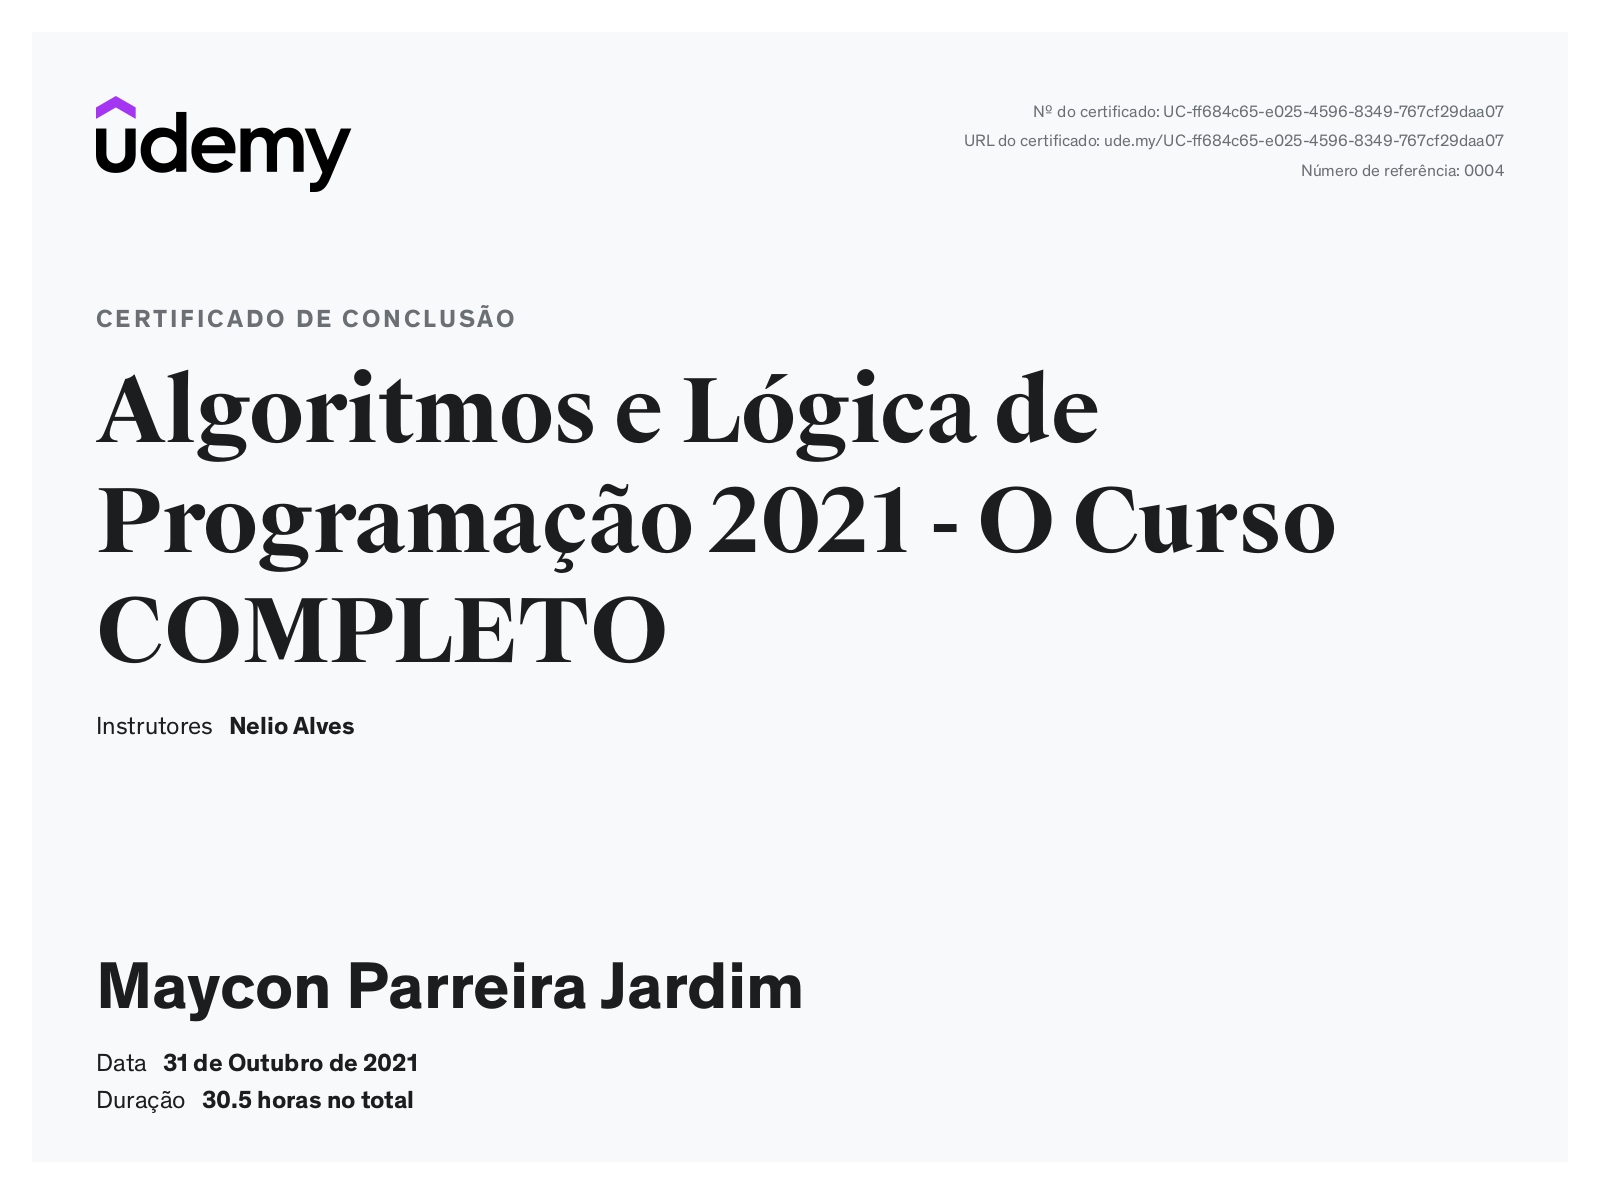 udemy
Nº do certificado: UC-ff684c65-e025-4596-8349-767cf29daa07
URL do certificado: ude.my/UC-ff684c65-e025-4596-8349-767cf29daa07
Número de referência: 0004
CERTIFICADO DE CONCLUSÃO
Algoritmos e Lógica de
Programação 2021 - O Curso
COMPLETO
Instrutores Nelio Alves
Maycon Parreira Jardim
Data 31 de Outubro de 2021
Duração 30.5 horas no total